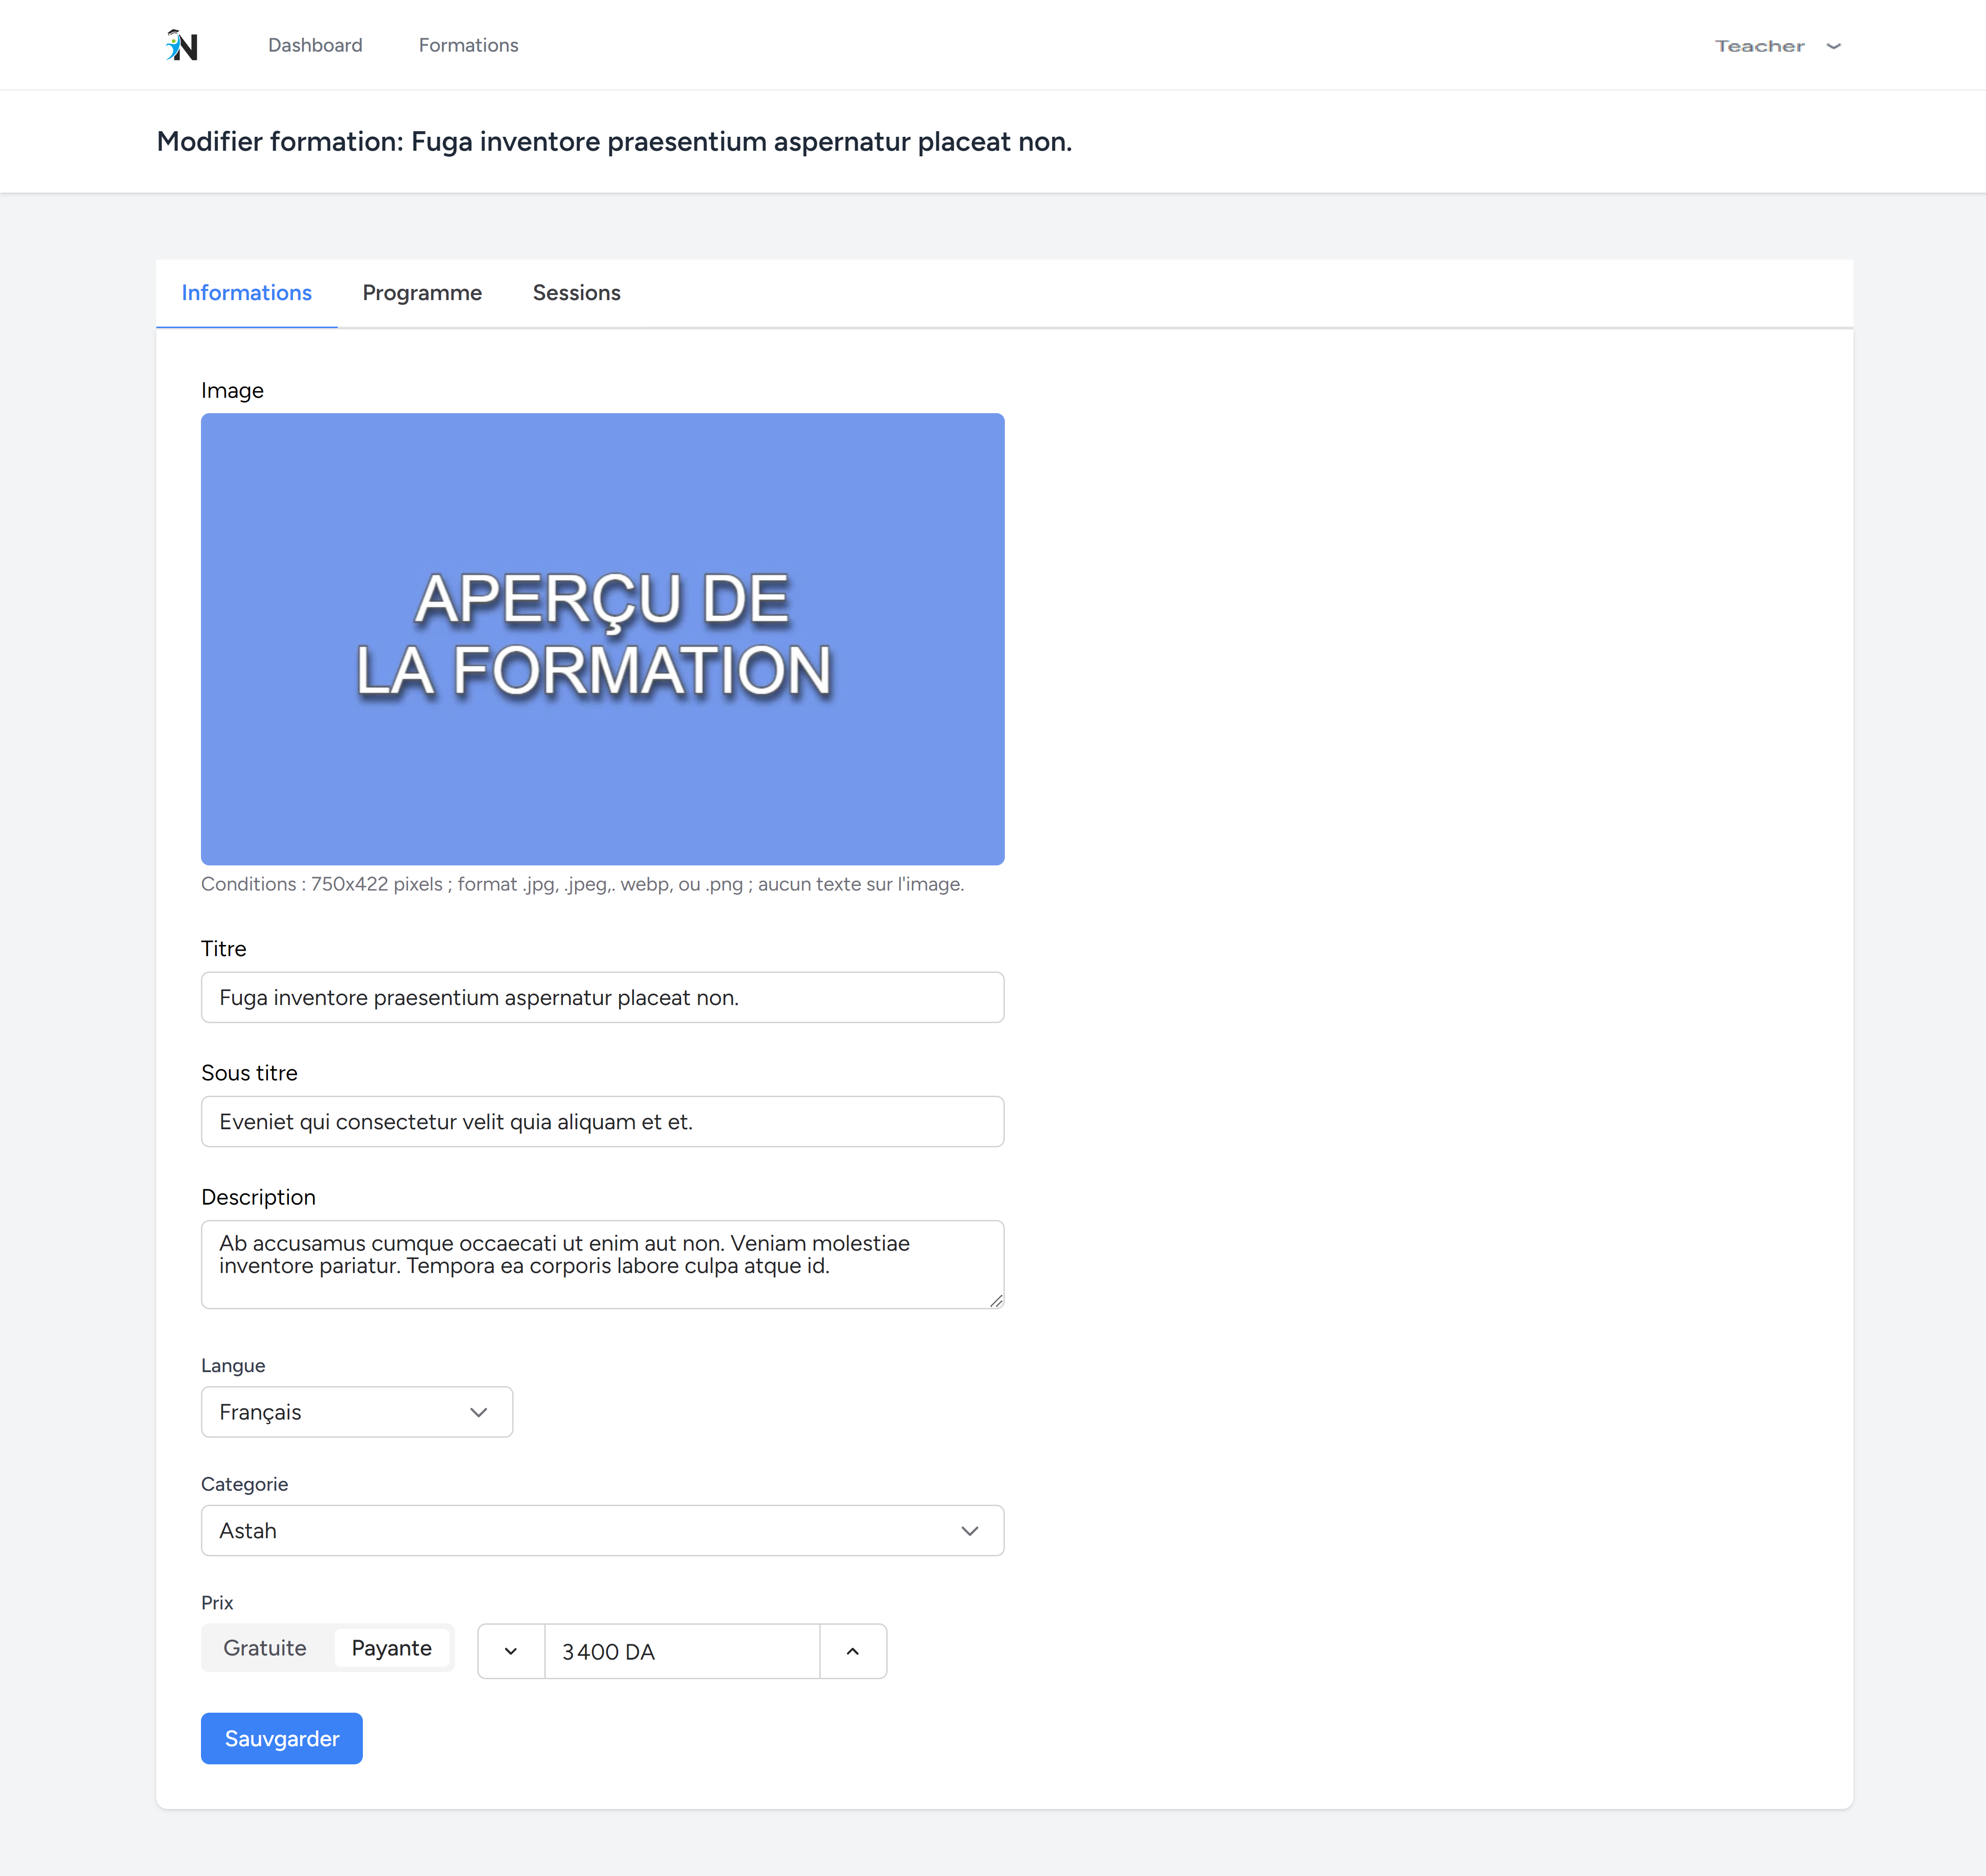 N
Dashboard
Formations
Teacher
Modifier formation: Fuga inventore praesentium aspernatur placeat non.
Informations
Programme
Sessions
Image
APERÇU DE
LA FORMATION
Conditions : 750x422 pixels ; format .jpg, .jpeg,. webp, ou .png ; aucun texte sur l'image.
Titre
Fuga inventore praesentium aspernatur placeat non.
Sous titre
Eveniet qui consectetur velit quia aliquam et et.
Description
Ab accusamus cumque occaecati ut enim aut non. Veniam molestiae
inventore pariatur. Tempora ea corporis labore culpa atque id.
Langue
Français
Categorie
Astah
Prix
Gratuite
Payante
3 400 DA
Sauvgarder